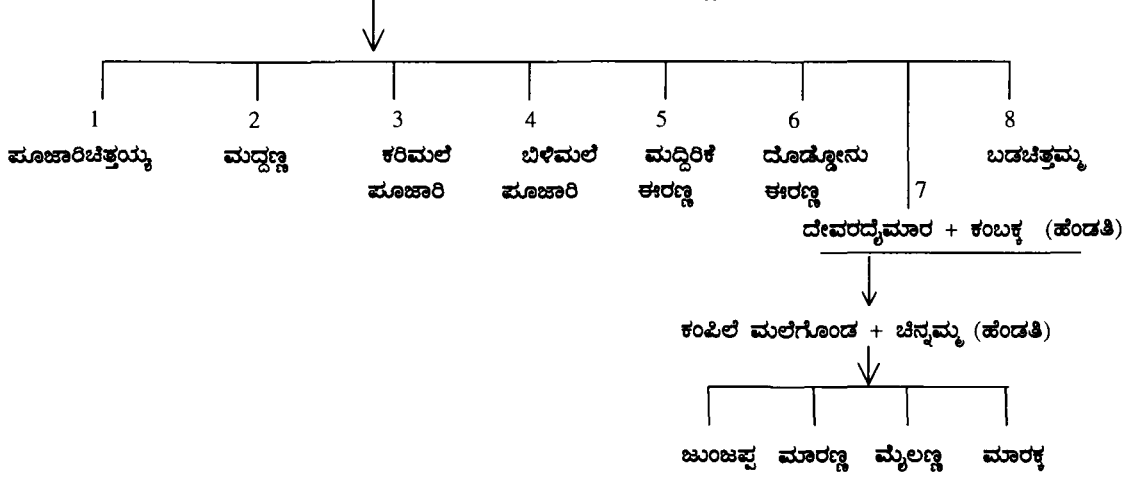 1 2 3 4 5 6 8
ಪೂಜಾರಿಚಿತ್ತಯ್ಯ ಮದ್ದಣ್ಣ ಕರಿಮಲೆ ಬಿಳಿಮಲೆ ಮದ್ದಿರಿಕೆ ದೊಡ್ಡೋನು ಬಡಚಿತ್ತಮ್ಮ
ಪೂಜಾರಿ ಪೂಜಾರಿ ಈರಣ್ಣ ಈರಣ್ಣ 7
ದೇವರದೈಮಾರ + ಕಂಬಕ್ಕ (ಹೆಂಡತಿ)
ಕಂಪಿಲೆ ಮಲೆಗೊಂಡ + ಚಿನ್ನಮ್ಮ (ಹೆಂಡತಿ)
ಜುಂಜಪ್ಪ ಮಾರಣ್ಣ ಮೈಲಣ್ಣ ಮಾರಕ್ಕ